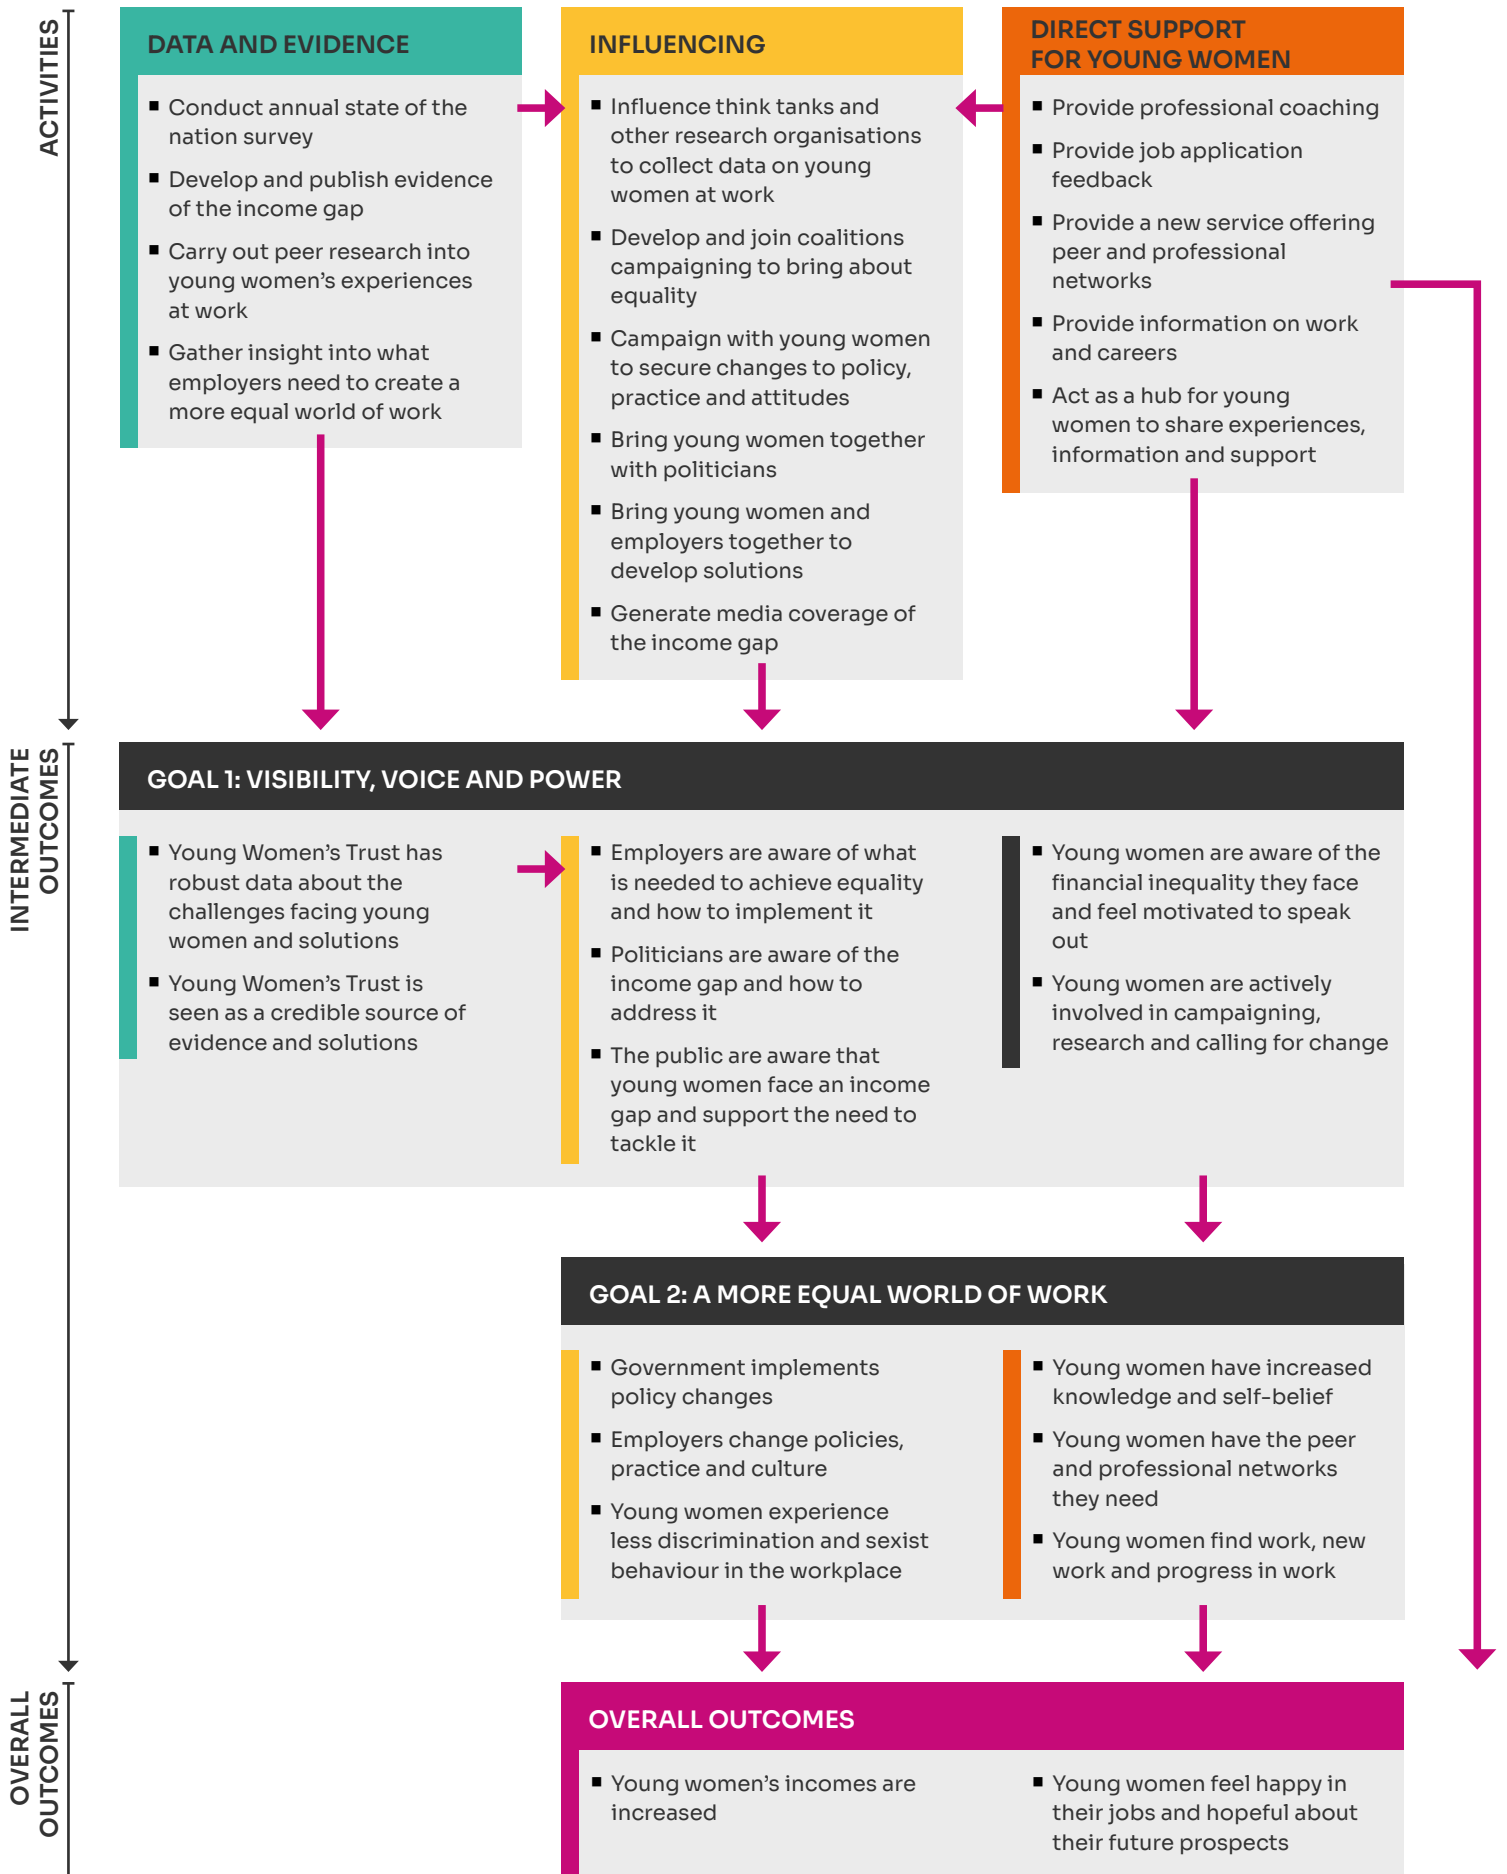 ACTIVITIES
DATA AND EVIDENCE
▪ Conduct annual state of the
nation survey
▪ Develop and publish evidence
of the income gap
▪ Carry out peer research into
young women’s experiences
at work
▪ Gather insight into what
employers need to create a
more equal world of work
INFLUENCING
▪ Influence think tanks and
other research organisations
to collect data on young
women at work
▪ Develop and join coalitions
campaigning to bring about
equality
▪ Campaign with young women
to secure changes to policy,
practice and attitudes
▪ Bring young women together
with politicians
▪ Bring young women and
employers together to
develop solutions
▪ Generate media coverage of
the income gap
DIRECT SUPPORT
FOR YOUNG WOMEN
▪ Provide professional coaching
▪ Provide job application
feedback
▪ Provide a new service offering
peer and professional
networks
▪ Provide information on work
and careers
▪ Act as a hub for young
women to share experiences,
information and support
INTERMEDIATE
OUTCOMES
GOAL 1: VISIBILITY, VOICE AND POWER
▪ Young Women’s Trust has
robust data about the
challenges facing young
women and solutions
▪ Young Women’s Trust is
seen as a credible source of
evidence and solutions
▪ Employers are aware of what
is needed to achieve equality
and how to implement it
▪ Politicians are aware of the
income gap and how to
address it
▪ The public are aware that
young women face an income
gap and support the need to
tackle it
▪ Young women are aware of the
financial inequality they face
and feel motivated to speak
out
▪ Young women are actively
involved in campaigning,
research and calling for change
GOAL 2: A MORE EQUAL WORLD OF WORK
▪ Government implements
policy changes
▪ Employers change policies,
practice and culture
▪ Young women experience
less discrimination and sexist
behaviour in the workplace
▪ Young women have increased
knowledge and self-belief
▪ Young women have the peer
and professional networks
they need
▪ Young women find work, new
work and progress in work
OVERALL
OUTCOMES
OVERALL OUTCOMES
▪ Young women’s incomes are
increased
▪ Young women feel happy in
their jobs and hopeful about
their future prospects